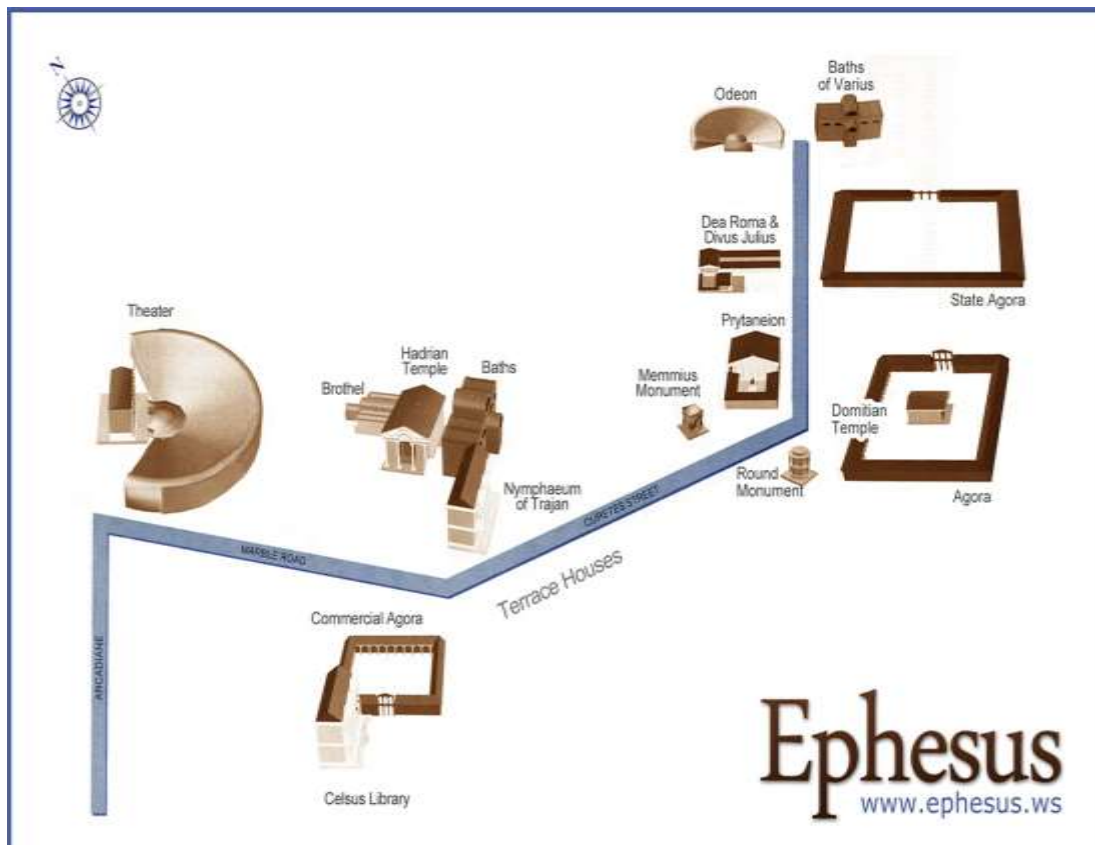 N
Baths
of Varius
Odeon
Dea Roma &
Divus Julius
State Agora
Theater
Prytaneion
Hadrian
Temple
Baths
Memmius
Monument
Brothel
Domitian
Temple
Round
Monument
Agora
Nymphaeum
of Trajan
CURETES STREET
MARBLE ROAD
Terrace Houses
Commercial Agora
ARCADIANE
Celsus Library
Ephesus
www.ephesus.ws